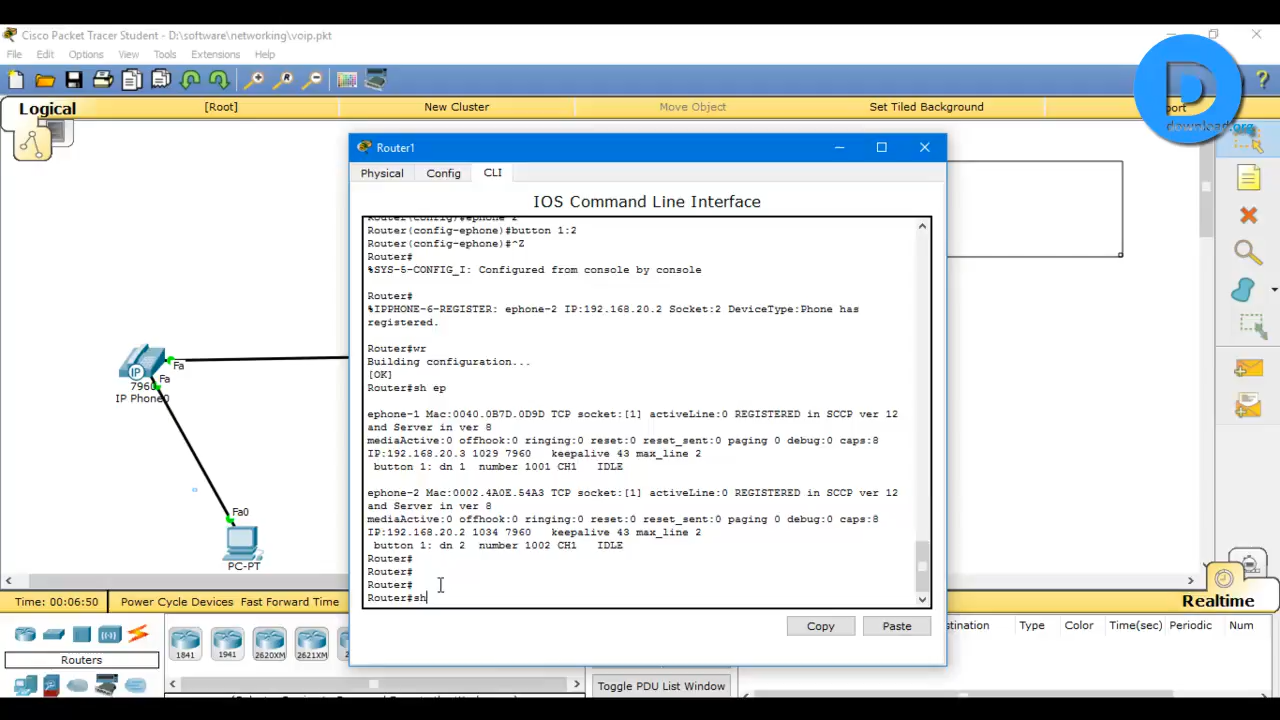 Cisco Packet Tracer Student - D:\software\networking\voip.pkt
File Edit Options View Tools Extensions Help
Logical [Root] New Cluster Move Object Set Tiled Background port
download.org
Router1
Physical Config CLI
IOS Command Line Interface
Router(config)#ephone 2
Router(config-ephone)#button 1:2
Router(config-ephone)#^Z
Router#
%SYS-5-CONFIG_I: Configured from console by console
Router#
%IPPHONE-6-REGISTER: ephone-2 IP:192.168.20.2 Socket:2 DeviceType:Phone has
registered.
Router#wr
Building configuration...
[OK]
Router#sh ep
ephone-1 Mac:0040.0B7D.0D9D TCP socket:[1] activeLine:0 REGISTERED in SCCP ver 12
and Server in ver 8
mediaActive:0 offhook:0 ringing:0 reset:0 reset_sent:0 paging 0 debug:0 caps:8
IP:192.168.20.3 1029 7960 keepalive 43 max_line 2
button 1: dn 1 number 1001 CH1 IDLE
ephone-2 Mac:0002.4A0E.54A3 TCP socket:[1] activeLine:0 REGISTERED in SCCP ver 12
and Server in ver 8
mediaActive:0 offhook:0 ringing:0 reset:0 reset_sent:0 paging 0 debug:0 caps:8
IP:192.168.20.2 1034 7960 keepalive 43 max_line 2
button 1: dn 2 number 1002 CH1 IDLE
Router#
Router#
Router#
Router#sh
Copy Paste
Fa
IP
Fa
7960
IP Phone0
Fa0
PC-PT
Time: 00:06:50 Power Cycle Devices Fast Forward Time
Realtime
Routers
1841 1941 2620XM 2621XM
Toggle PDU List Window
stination Type Color Time(sec) Periodic Num